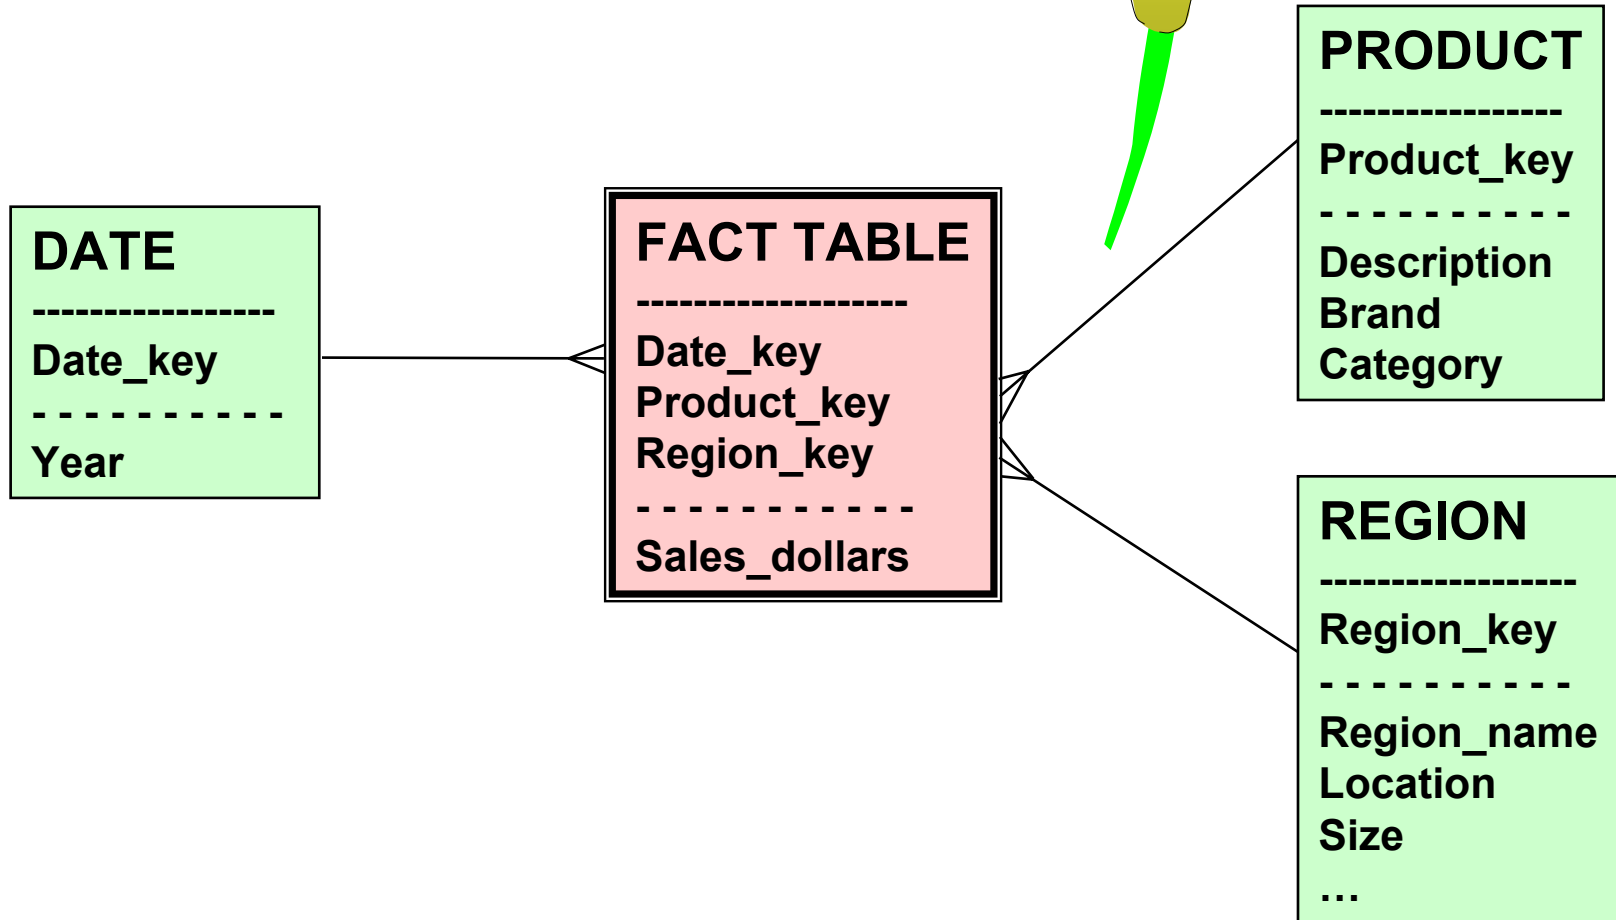 DATE
-----------------
Date_key
- - - - - - - - - -
Year
FACT TABLE
-------------------
Date_key
Product_key
Region_key
- - - - - - - - - - -
Sales_dollars
PRODUCT
-----------------
Product_key
- - - - - - - - - -
Description
Brand
Category
REGION
------------------
Region_key
- - - - - - - - - -
Region_name
Location
Size
…